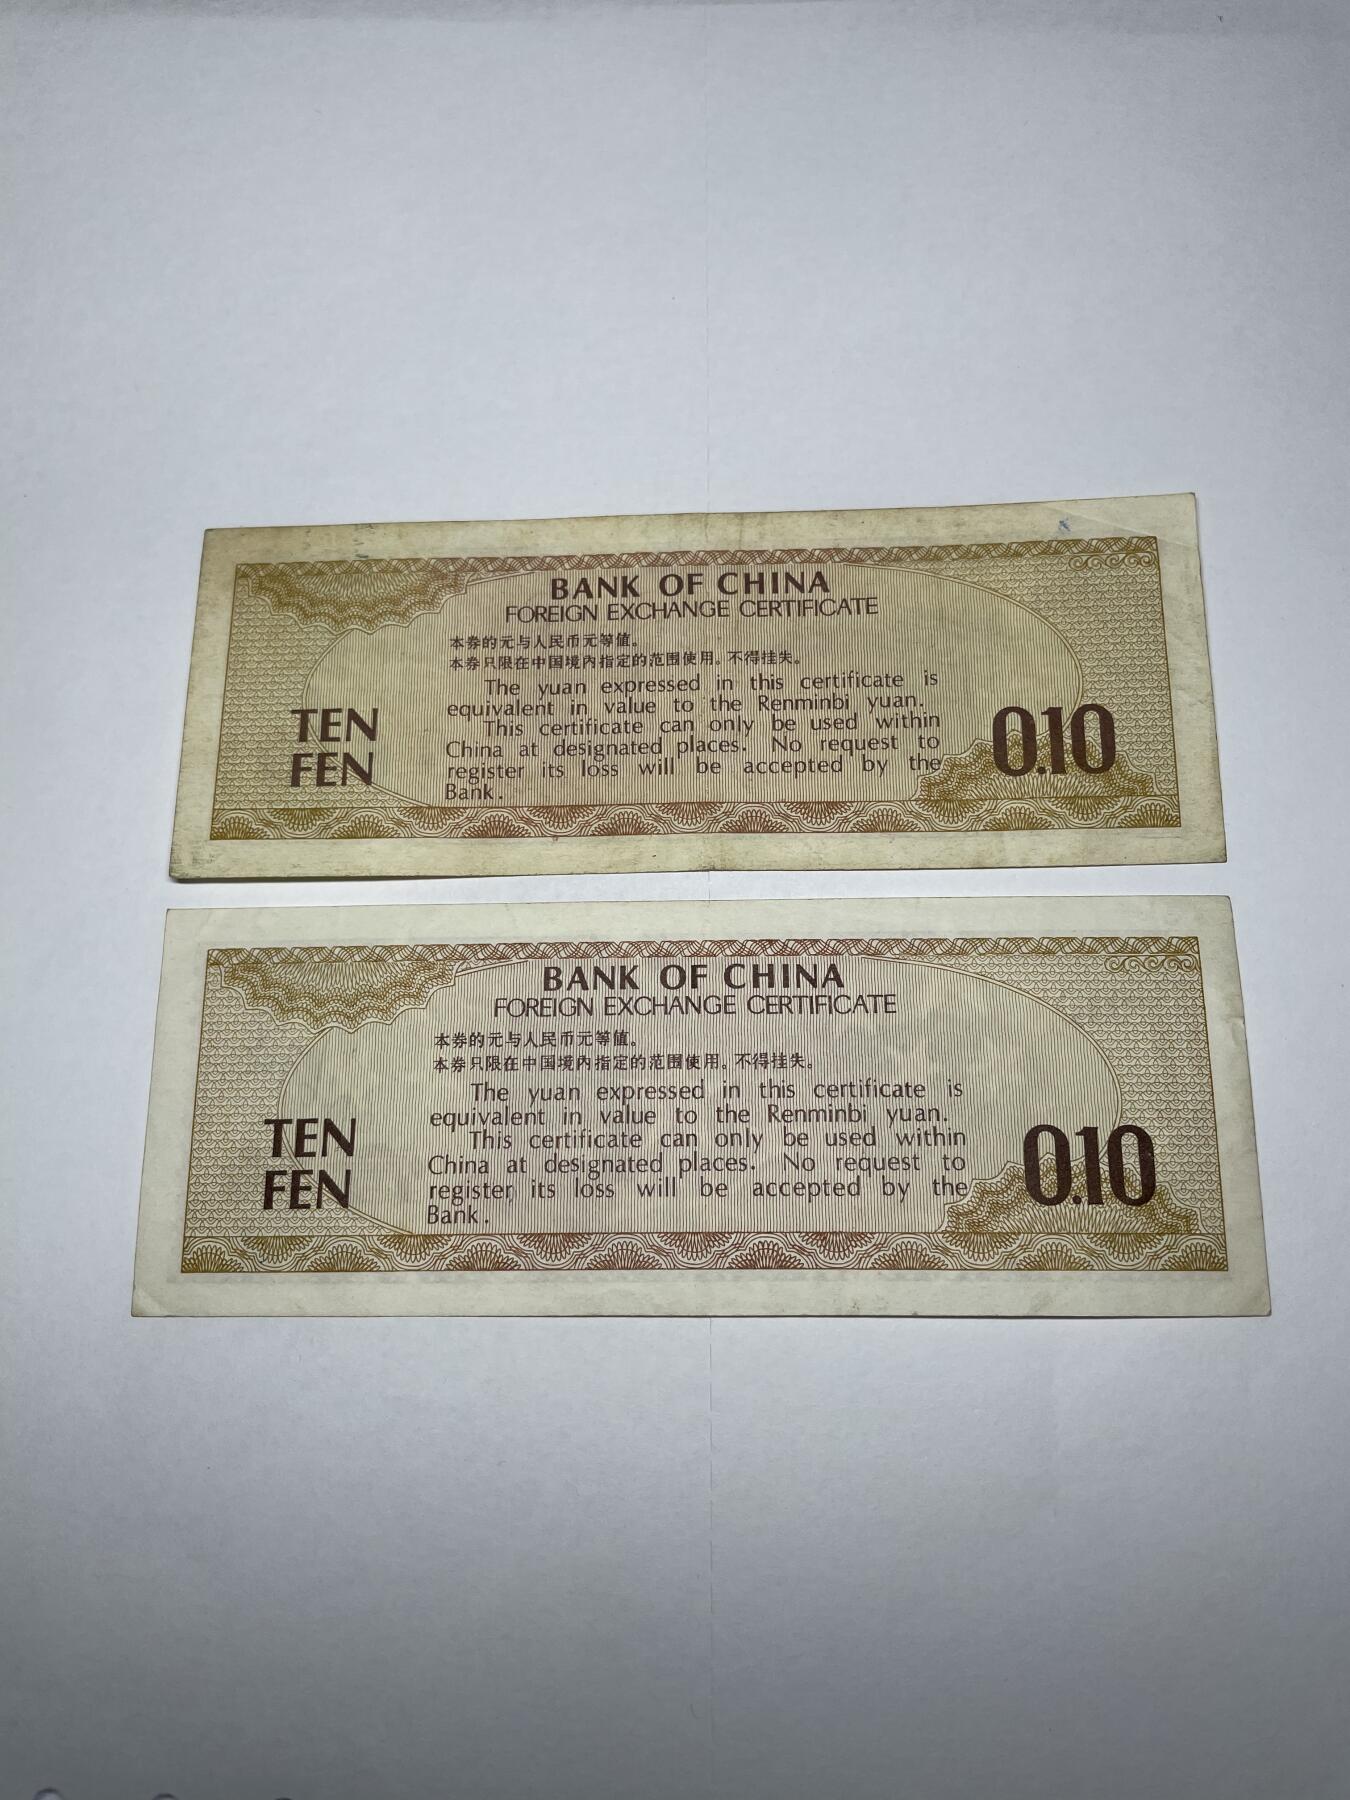 BANK OF CHINA
FOREIGN EXCHANGE CERTIFICATE
本券的元与人民币元等值。
本券只限在中国境内指定的范围使用。不得挂失。
The yuan expressed in this certificate is
equivalent in value to the Renminbi yuan.
This certificate can only be used within
China at designated places. No request to
register its loss will be accepted by the
Bank.
TEN
FEN
0.10
BANK OF CHINA
FOREIGN EXCHANGE CERTIFICATE
本券的元与人民币元等值。
本券只限在中国境内指定的范围使用。不得挂失。
The yuan expressed in this certificate is
equivalent in value to the Renminbi yuan.
This certificate can only be used within
China at designated places. No request to
register its loss will be accepted by the
Bank.
TEN
FEN
0.10